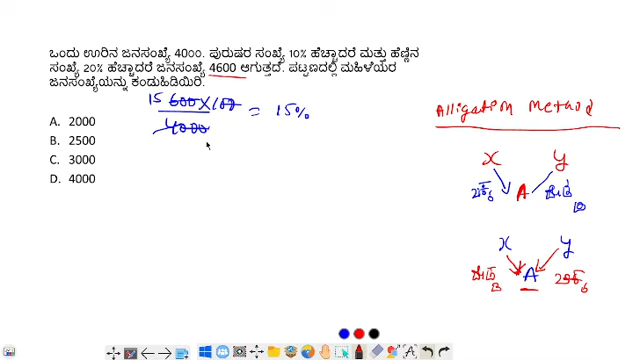 ಒಂದು ಊರಿನ ಜನಸಂಖ್ಯೆ 4000. ಪುರುಷರ ಸಂಖ್ಯೆ 10% ಹೆಚ್ಚಾದರೆ ಮತ್ತು ಹೆಣ್ಣಿನ
ಸಂಖ್ಯೆ 20% ಹೆಚ್ಚಾದರೆ ಜನಸಂಖ್ಯೆ 4600 ಆಗುತ್ತದೆ. ಪಟ್ಟಣದಲ್ಲಿ ಮಹಿಳೆಯರ
ಜನಸಂಖ್ಯೆಯನ್ನು ಕಂಡುಹಿಡಿಯಿರಿ.
15 600 X 100
4000
= 15%
A. 2000
B. 2500
C. 3000
D. 4000
Alligation Method
X Y
A
X Y
A